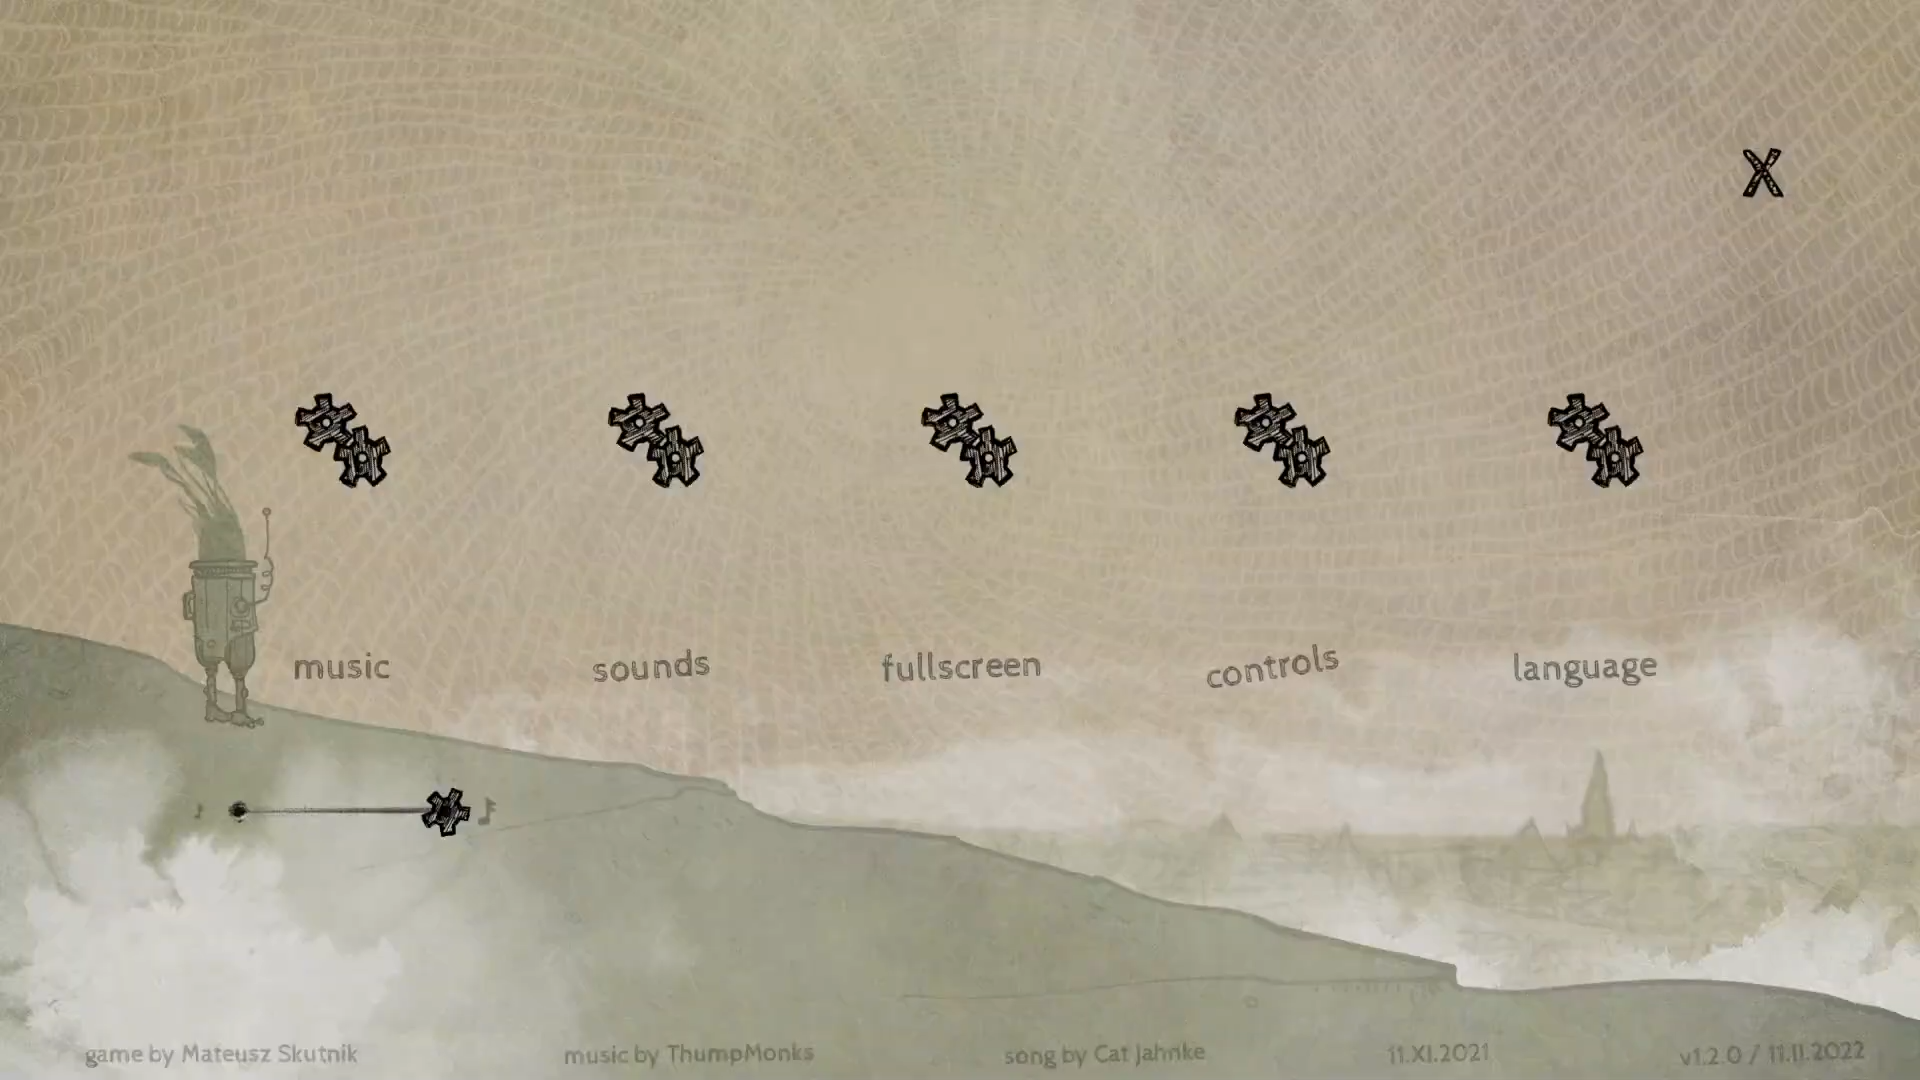 X
music
sounds
fullscreen
controls
language
game by Mateusz Skutnik
music by ThumpMonks
song by Cat Jahnke
11.XI.2021
v1.2.0 / 11.II.2022